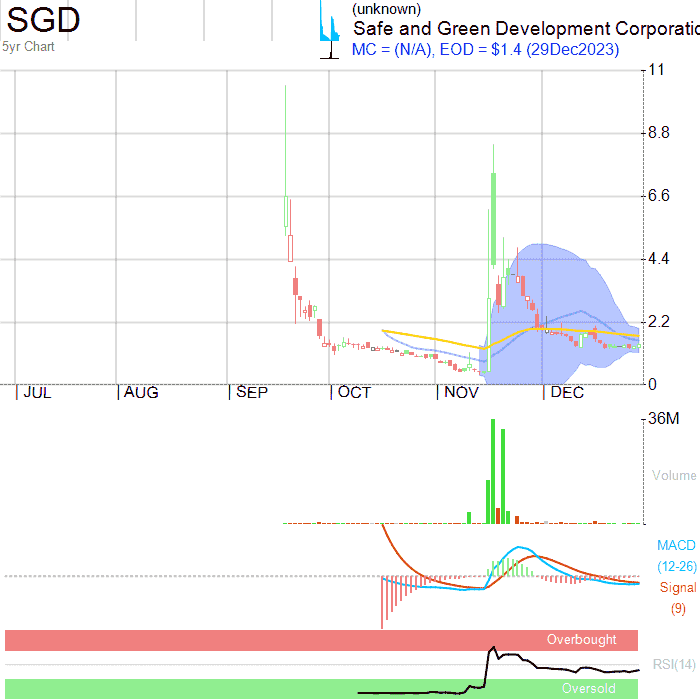 SGD
5yr Chart
(unknown)
Safe and Green Development Corporatio
MC = (N/A), EOD = $1.4 (29Dec2023)
11
8.8
6.6
4.4
2.2
0
JUL AUG SEP OCT NOV DEC
36M
Volume
MACD
(12-26)
Signal
(9)
Overbought
RSI(14)
Oversold